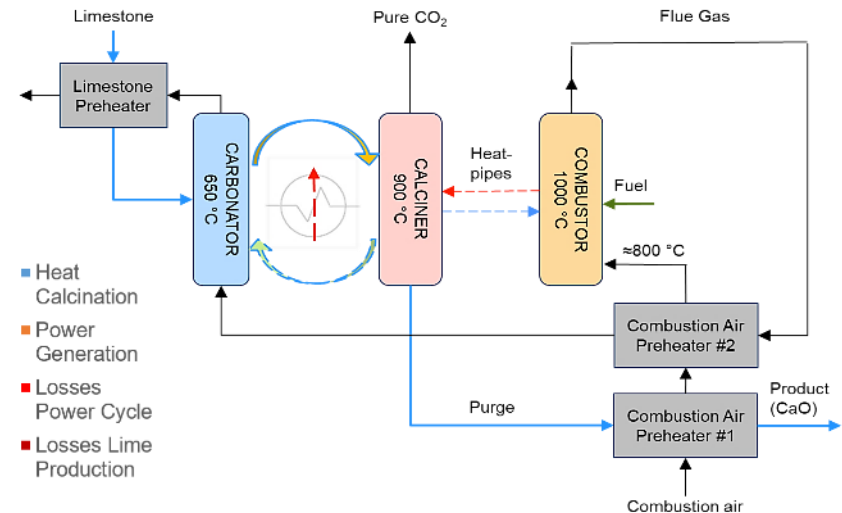 Limestone
Pure CO₂
Flue Gas
Limestone
Preheater
CARBONATOR
650 °C
CALCINER
900 °C
Heat-
pipes
COMBUSTOR
1000 °C
Fuel
≈800 °C
Heat
Calcination
Power
Generation
Losses
Power Cycle
Losses Lime
Production
Combustion Air
Preheater #2
Purge
Combustion Air
Preheater #1
Product
(CaO)
Combustion air